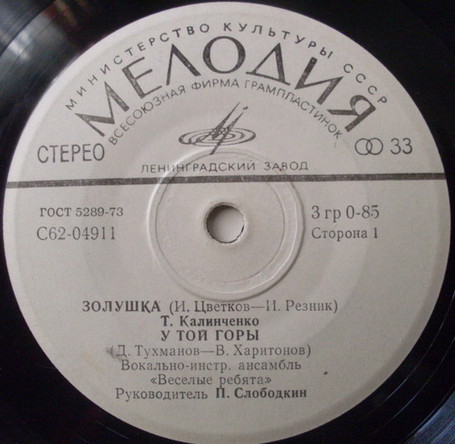 МИНИСТЕРСТВО КУЛЬТУРЫ СССР
МЕЛОДИЯ
ВСЕСОЮЗНАЯ ФИРМА ГРАМПЛАСТИНОК
СТЕРЕО 33
ЛЕНИНГРАДСКИЙ ЗАВОД
ГОСТ 5289-73 3 гр 0-85
С62-04911 Сторона 1
ЗОЛУШКА (И. Цветков—И. Резник)
Т. Калинченко
У ТОЙ ГОРЫ
(Д. Тухманов—В. Харитонов)
Вокально-инстр. ансамбль
«Веселые ребята»
Руководитель П. Слободкин